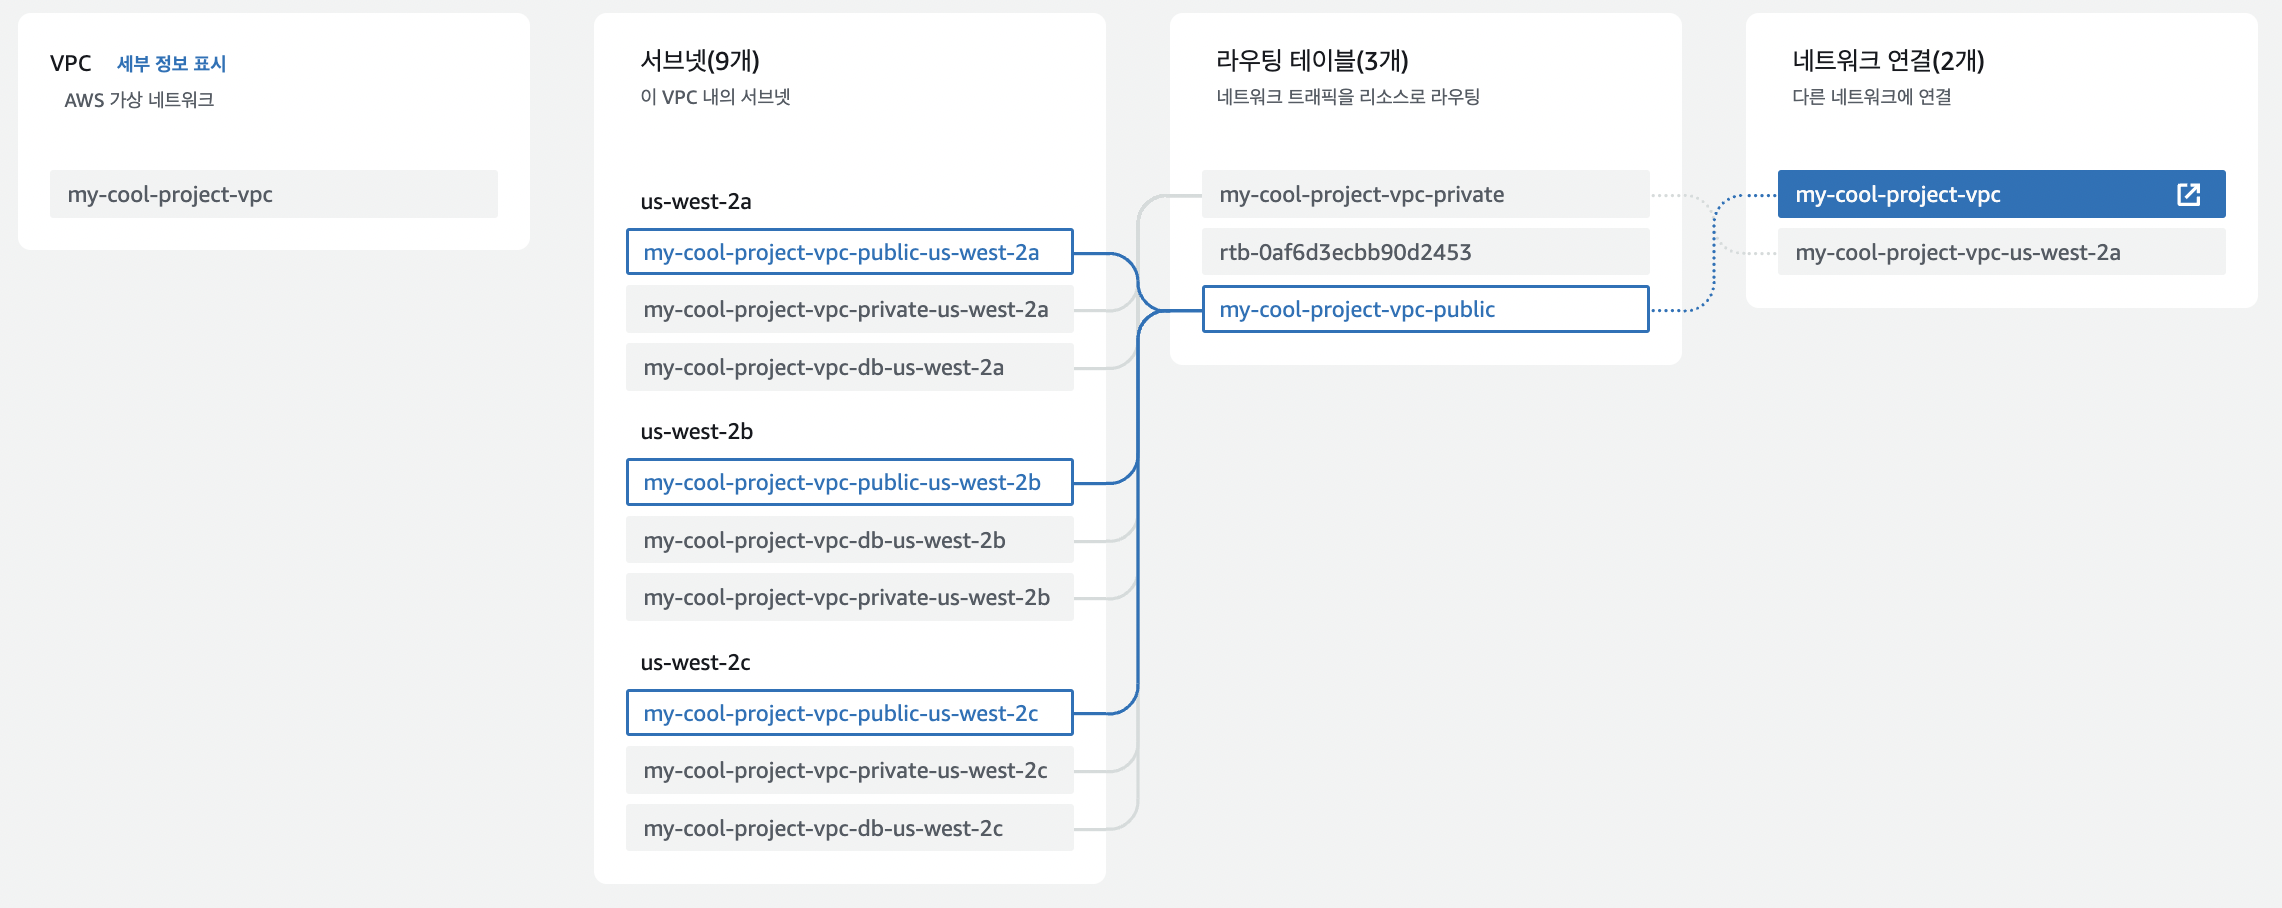 VPC 세부 정보 표시
AWS 가상 네트워크
my-cool-project-vpc
서브넷(9개)
이 VPC 내의 서브넷
us-west-2a
my-cool-project-vpc-public-us-west-2a
my-cool-project-vpc-private-us-west-2a
my-cool-project-vpc-db-us-west-2a
us-west-2b
my-cool-project-vpc-public-us-west-2b
my-cool-project-vpc-db-us-west-2b
my-cool-project-vpc-private-us-west-2b
us-west-2c
my-cool-project-vpc-public-us-west-2c
my-cool-project-vpc-private-us-west-2c
my-cool-project-vpc-db-us-west-2c
라우팅 테이블(3개)
네트워크 트래픽을 리소스로 라우팅
my-cool-project-vpc-private
rtb-0af6d3ecbb90d2453
my-cool-project-vpc-public
네트워크 연결(2개)
다른 네트워크에 연결
my-cool-project-vpc
my-cool-project-vpc-us-west-2a